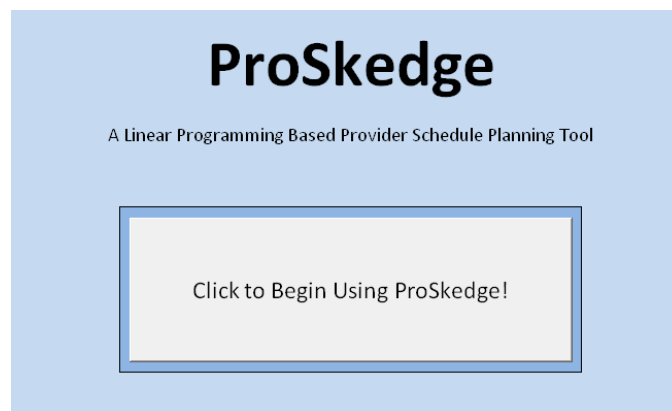 ProSkedge
A Linear Programming Based Provider Schedule Planning Tool
Click to Begin Using ProSkedge!